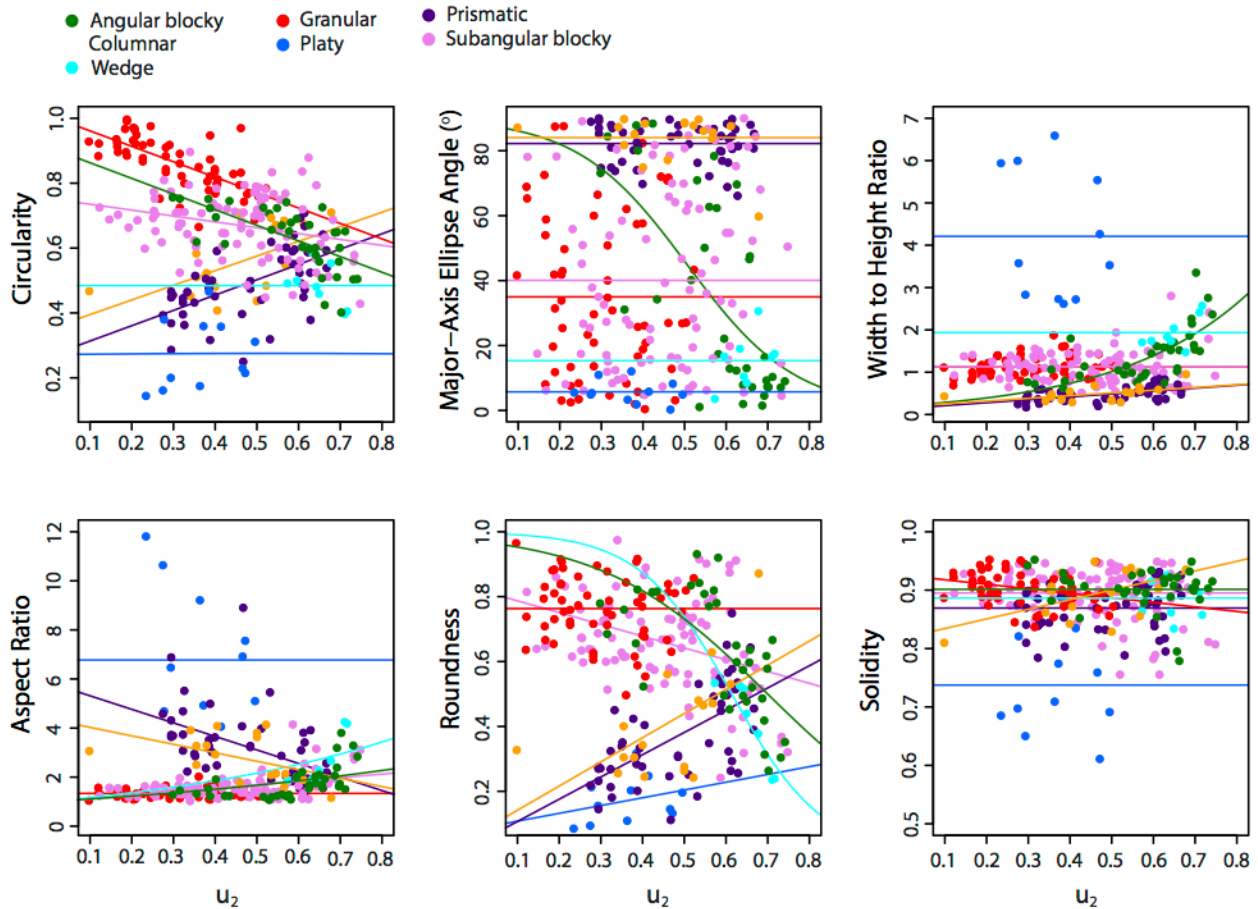 Angular blocky
Granular
Prismatic
Columnar
Platy
Subangular blocky
Wedge
Circularity
1.0
0.8
0.6
0.4
0.2
0.1 0.2 0.3 0.4 0.5 0.6 0.7 0.8
Major-Axis Ellipse Angle (°)
80
60
40
20
0
0.1 0.2 0.3 0.4 0.5 0.6 0.7 0.8
Width to Height Ratio
7
6
5
4
3
2
1
0
0.1 0.2 0.3 0.4 0.5 0.6 0.7 0.8
Aspect Ratio
12
10
8
6
4
2
0
0.1 0.2 0.3 0.4 0.5 0.6 0.7 0.8
u₂
Roundness
1.0
0.8
0.6
0.4
0.2
0.1 0.2 0.3 0.4 0.5 0.6 0.7 0.8
u₂
Solidity
1.0
0.9
0.8
0.7
0.6
0.5
0.1 0.2 0.3 0.4 0.5 0.6 0.7 0.8
u₂